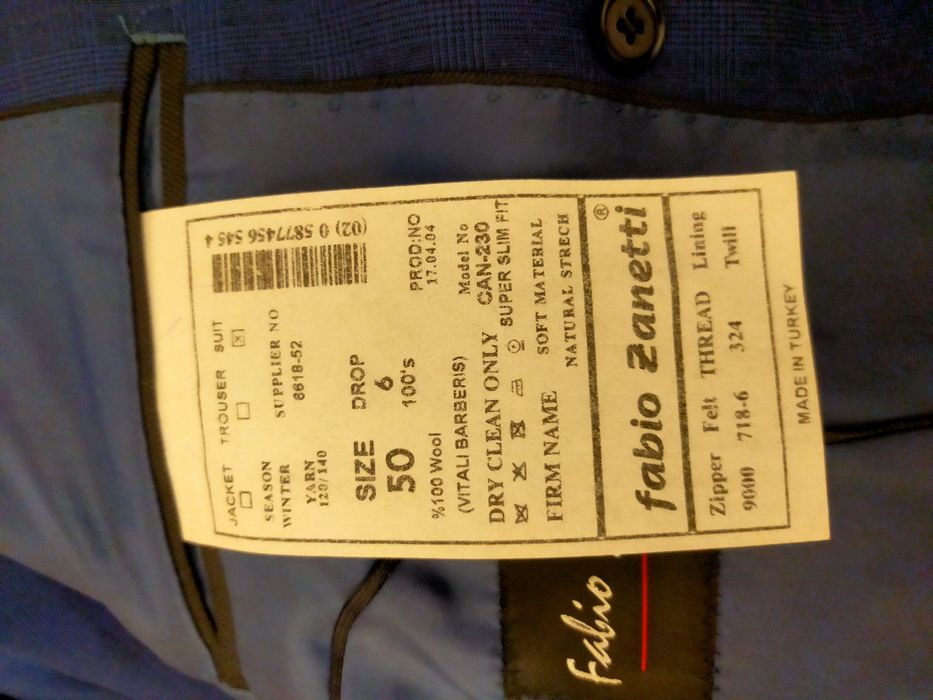 (02) 0 5877456 545 4
JACKET TROUSER SUIT
SEASON
WINTER
SUPPLIER NO
8618-52
YARN
120/140
PROD:NO
17.04.04
SIZE DROP
50 6
100's
%100 Wool
(VITALI BARBERIS)
Model No
CAN-230
DRY CLEAN ONLY
SUPER SLIM FIT
FIRM NAME
SOFT MATERIAL
NATURAL STRECH
fabio Zanetti ®
Zipper Felt THREAD Lining
9000 718-6 324 Twill
MADE IN TURKEY
Fabio